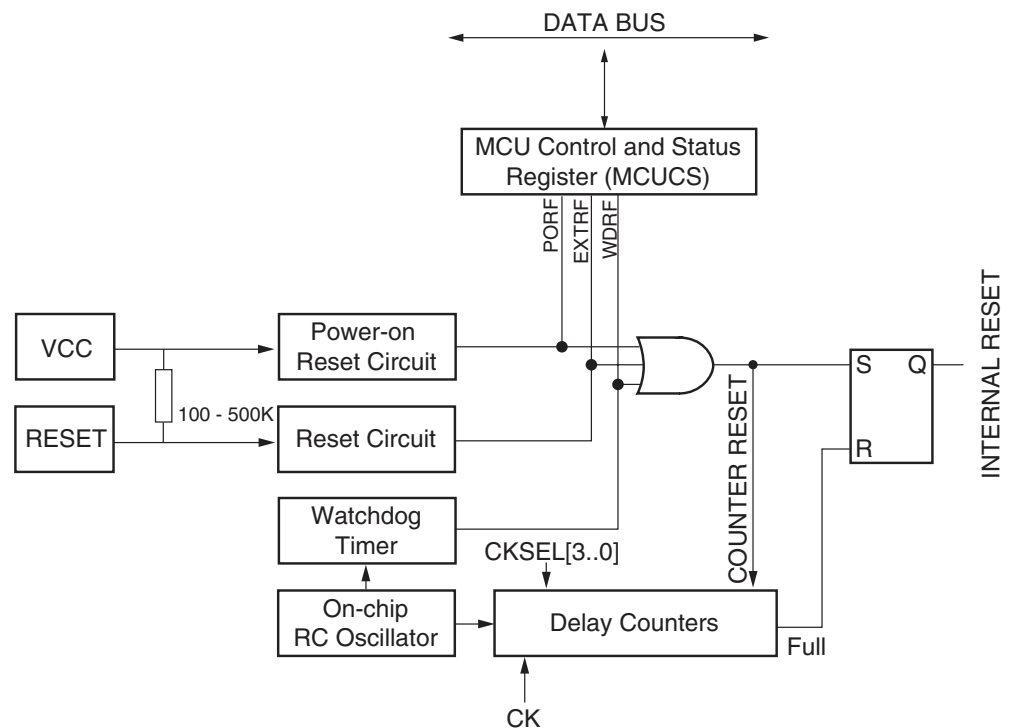 DATA BUS
MCU Control and Status
Register (MCUCS)
PORF
EXTRF
WDRF
VCC
Power-on
Reset Circuit
100 - 500K
RESET
Reset Circuit
Watchdog
Timer
CKSEL[3..0]
On-chip
RC Oscillator
Delay Counters
CK
COUNTER RESET
Full
S
Q
R
INTERNAL RESET